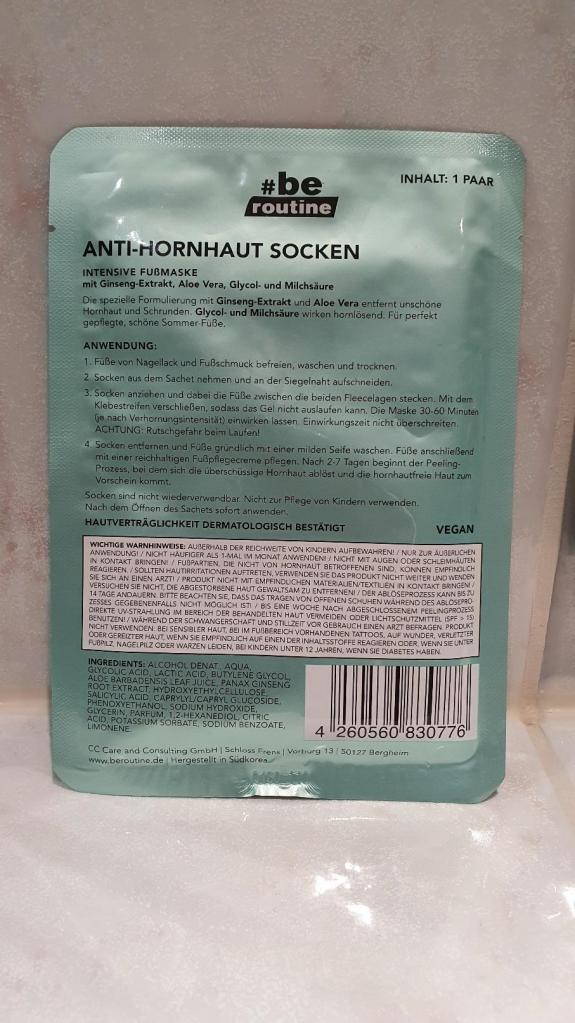 #be
routine
INHALT: 1 PAAR
ANTI-HORNHAUT SOCKEN
INTENSIVE FUßMASKE
mit Ginseng-Extrakt, Aloe Vera, Glycol- und Milchsäure
Die spezielle Formulierung mit Ginseng-Extrakt und Aloe Vera entfernt unschöne
Hornhaut und Schrunden. Glycol- und Milchsäure wirken hornlösend. Für perfekt
gepflegte, schöne Sommer-Füße.
ANWENDUNG:
1. Füße von Nagellack und Fußschmuck befreien, waschen und trocknen.
2. Socken aus dem Sachet nehmen und an der Siegelnaht aufschneiden.
3. Socken anziehen und dabei die Füße zwischen die beiden Fleecelagen stecken. Mit dem
Klebestreifen verschließen, sodass das Gel nicht auslaufen kann. Die Maske 30-60 Minuten
(je nach Verhornungsintensität) einwirken lassen. Einwirkungszeit nicht überschreiten.
ACHTUNG: Rutschgefahr beim Laufen!
4. Socken entfernen und Füße gründlich mit einer milden Seife waschen. Füße anschließend
mit einer reichhaltigen Fußpflegecreme pflegen. Nach 2-7 Tagen beginnt der Peeling-
Prozess, bei dem sich die überschüssige Hornhaut ablöst und die hornhautfreie Haut zum
Vorschein kommt.
Socken sind nicht wiederverwendbar. Nicht zur Pflege von Kindern verwenden.
Nach dem Öffnen des Sachets sofort anwenden.
HAUTVERTRÄGLICHKEIT DERMATOLOGISCH BESTÄTIGT
VEGAN
WICHTIGE WARNHINWEISE: AUßERHALB DER REICHWEITE VON KINDERN AUFBEWAHREN! / NUR ZUR ÄUßERLICHEN
ANWENDUNG! / NICHT HÄUFIGER ALS 1-MAL IM MONAT ANWENDEN! / NICHT MIT AUGEN ODER SCHLEIMHÄUTEN
IN KONTAKT BRINGEN! / FUßPARTIEN, DIE NICHT VON HORNHAUT BETROFFENEN SIND, KÖNNEN EMPFINDLICH
REAGIEREN. / SOLLTEN HAUTIRRITATIONEN AUFTRETEN, VERWENDEN SIE DAS PRODUKT NICHT WEITER UND WENDEN
SIE SICH AN EINEN ARZT! / PRODUKT NICHT MIT EMPFINDLICHEN MATERIALIEN/TEXTILIEN IN KONTAKT BRINGEN! /
VERSUCHEN SIE NICHT, DIE ABGESTORBENE HAUT GEWALTSAM ZU ENTFERNEN! / DER ABLÖSEPROZESS KANN BIS ZU
14 TAGE ANDAUERN. BITTE BEACHTEN SIE, DASS DAS TRAGEN VON OFFENEN SCHUHEN WÄHREND DES ABLÖSEPRO-
ZESSES GEGEBENENFALLS NICHT MÖGLICH IST! / BIS EINE WOCHE NACH ABGESCHLOSSENEM PEELINGPROZESS
DIREKTE UV-STRAHLUNG IM BEREICH DER BEHANDELTEN HAUT VERMEIDEN ODER LICHTSCHUTZMITTEL (SPF > 15)
BENUTZEN! / WÄHREND DER SCHWANGERSCHAFT UND STILLZEIT VOR GEBRAUCH EINEN ARZT BEFRAGEN. PRODUKT
NICHT VERWENDEN: BEI SENSIBLER HAUT, BEI IM FUßBEREICH VORHANDENEN TATTOOS, AUF WUNDER, VERLETZTER
ODER GEREIZTER HAUT, WENN SIE EMPFINDLICH AUF EINEN DER INHALTSSTOFFE REAGIEREN ODER, WENN SIE UNTER
FUßPILZ, NAGELPILZ ODER WARZEN LEIDEN, BEI KINDERN UNTER 12 JAHREN, WENN SIE DIABETES HABEN.
INGREDIENTS: ALCOHOL DENAT., AQUA,
GLYCOLIC ACID, LACTIC ACID, BUTYLENE GLYCOL,
ALOE BARBADENSIS LEAF JUICE, PANAX GINSENG
ROOT EXTRACT, HYDROXYETHYLCELLULOSE,
SALICYLIC ACID, CAPRYLYL/CAPRYL GLUCOSIDE,
PHENOXYETHANOL, SODIUM HYDROXIDE,
GLYCERIN, PARFUM, 1,2-HEXANEDIOL, CITRIC
ACID, POTASSIUM SORBATE, SODIUM BENZOATE,
LIMONENE.
4 260560 830776
CC Care and Consulting GmbH | Schloss Frens | Vorburg 13 | 50127 Bergheim
www.beroutine.de | Hergestellt in Südkorea